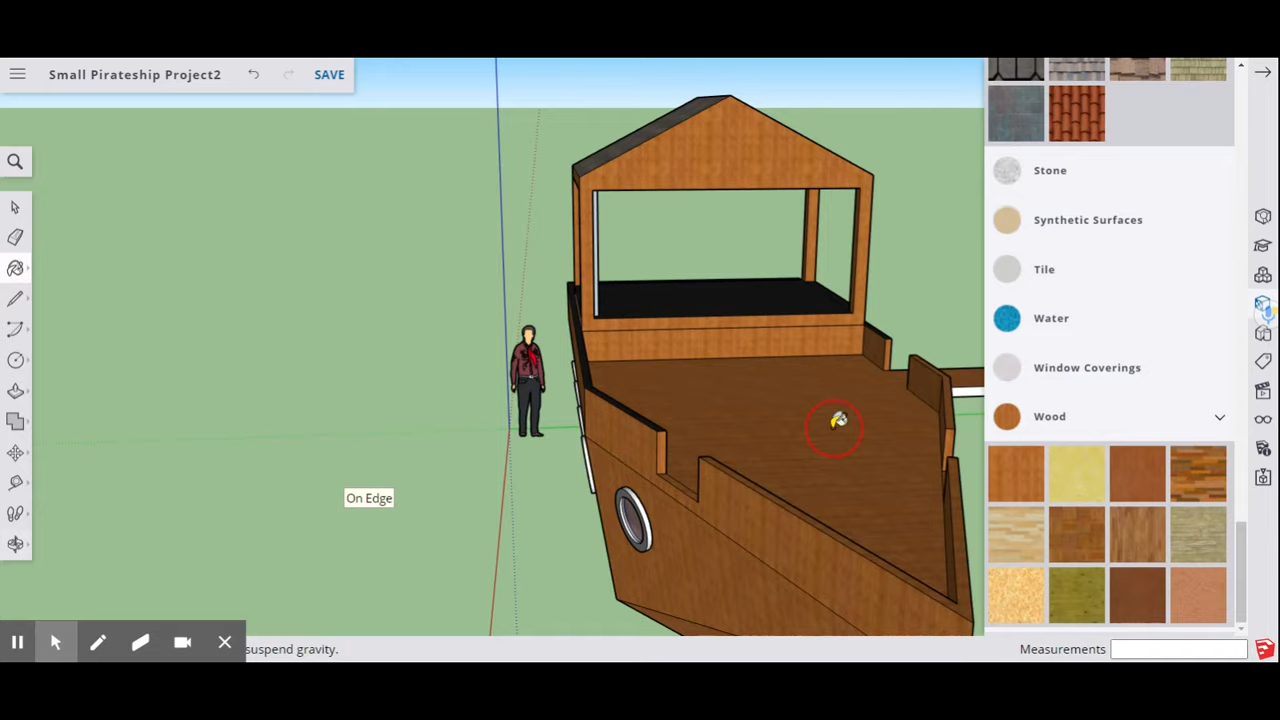 Small Pirateship Project2
SAVE
Stone
Synthetic Surfaces
Tile
Water
Window Coverings
Wood
On Edge
suspend gravity.
Measurements